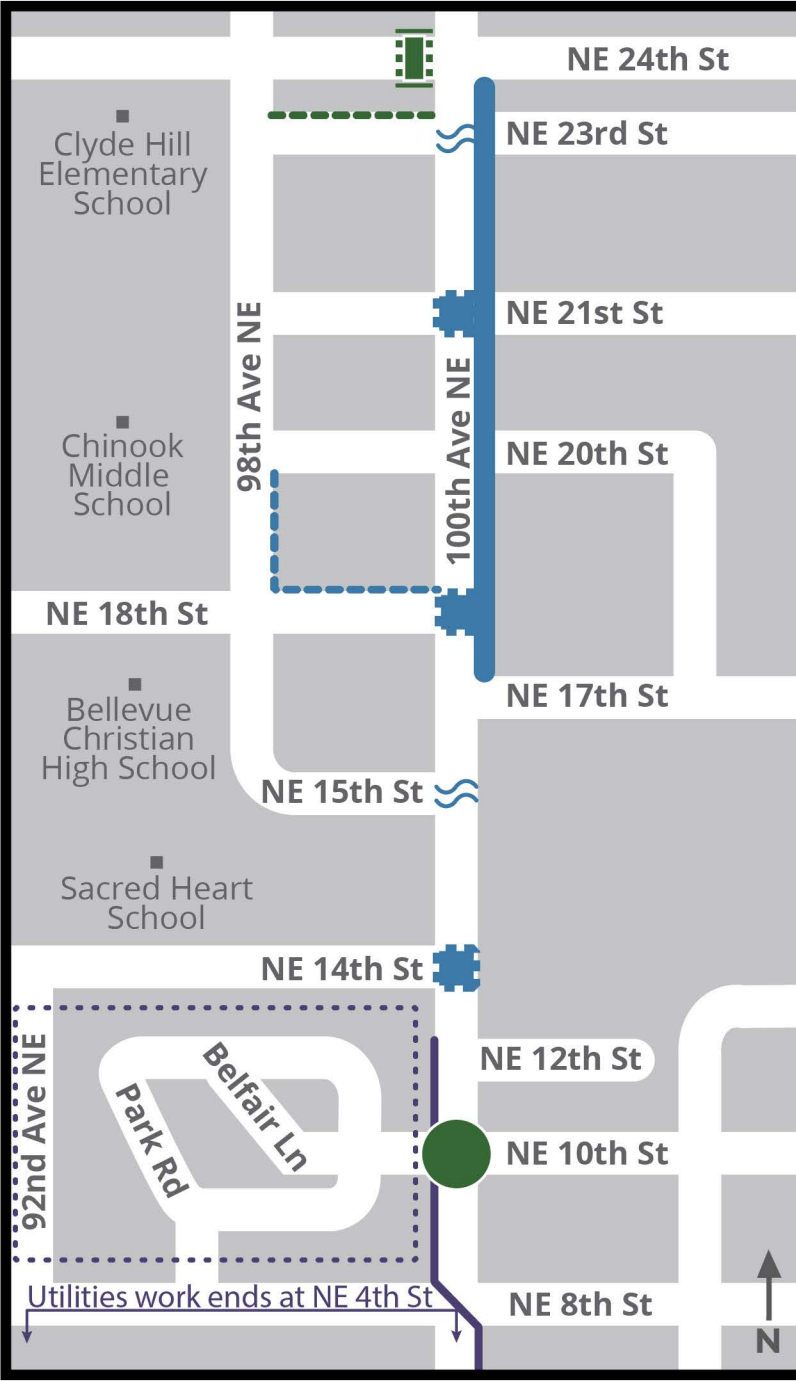 NE 24th St
NE 23rd St
Clyde Hill
Elementary
School
NE 21st St
98th Ave NE
100th Ave NE
Chinook
Middle
School
NE 20th St
NE 18th St
NE 17th St
Bellevue
Christian
High School
NE 15th St
Sacred Heart
School
NE 14th St
92nd Ave NE
Park Rd
Belfair Ln
NE 12th St
NE 10th St
Utilities work ends at NE 4th St
NE 8th St
N